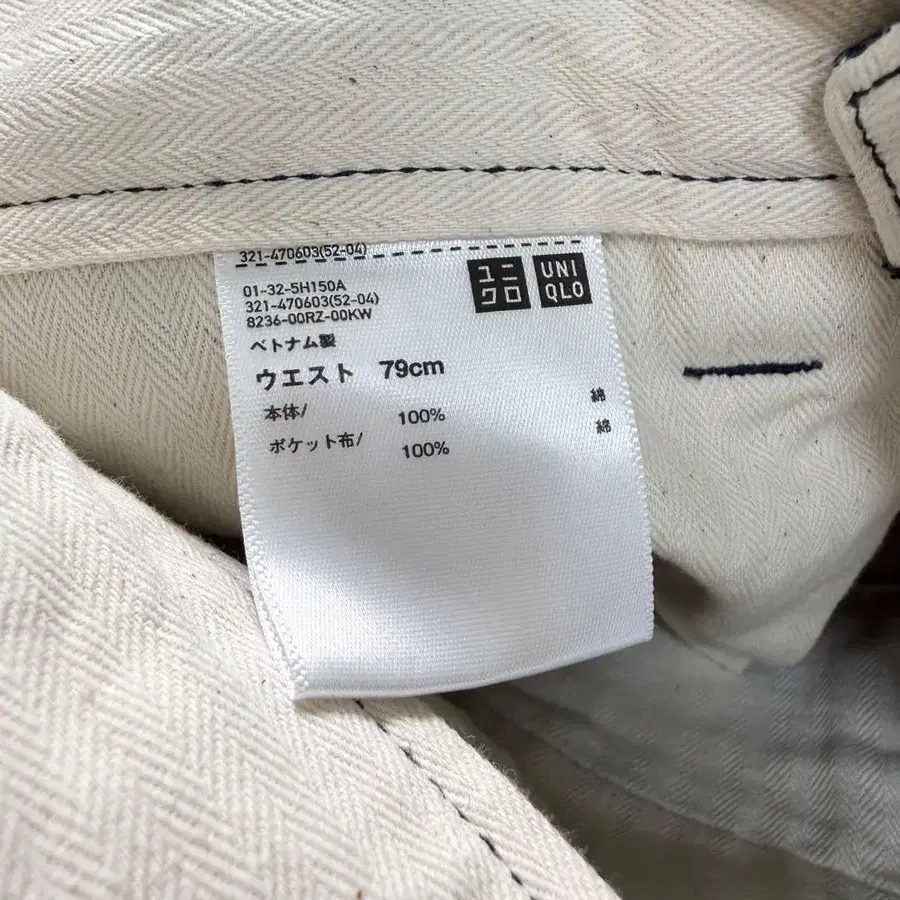 321-470603(52-04)
ユニクロ UNIQLO
01-32-5H150A
321-470603(52-04)
8236-00RZ-00KW
ベトナム製
ウエスト 79cm
本体/ 100% 綿
ポケット布/ 100% 綿